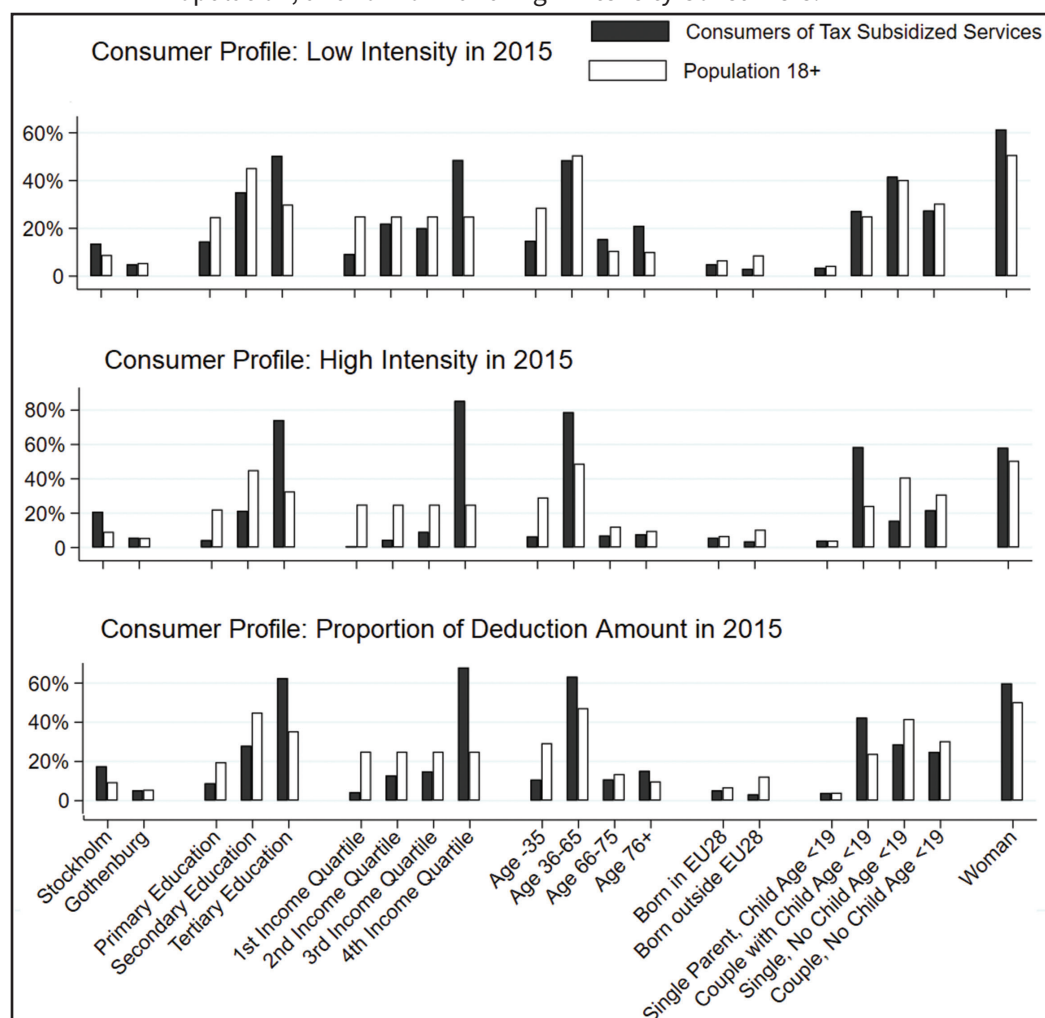 Consumer Profile: Low Intensity in 2015
Consumers of Tax Subsidized Services
Population 18+
60%
40%
20%
0
Consumer Profile: High Intensity in 2015
80%
60%
40%
20%
0
Consumer Profile: Proportion of Deduction Amount in 2015
60%
40%
20%
0
Stockholm
Gothenburg
Primary Education
Secondary Education
Tertiary Education
1st Income Quartile
2nd Income Quartile
3rd Income Quartile
4th Income Quartile
Age -35
Age 36-65
Age 66-75
Age 76+
Born in EU28
Born outside EU28
Single Parent, Child Age <19
Couple with Child Age <19
Single, No Child Age <19
Couple, No Child Age <19
Woman